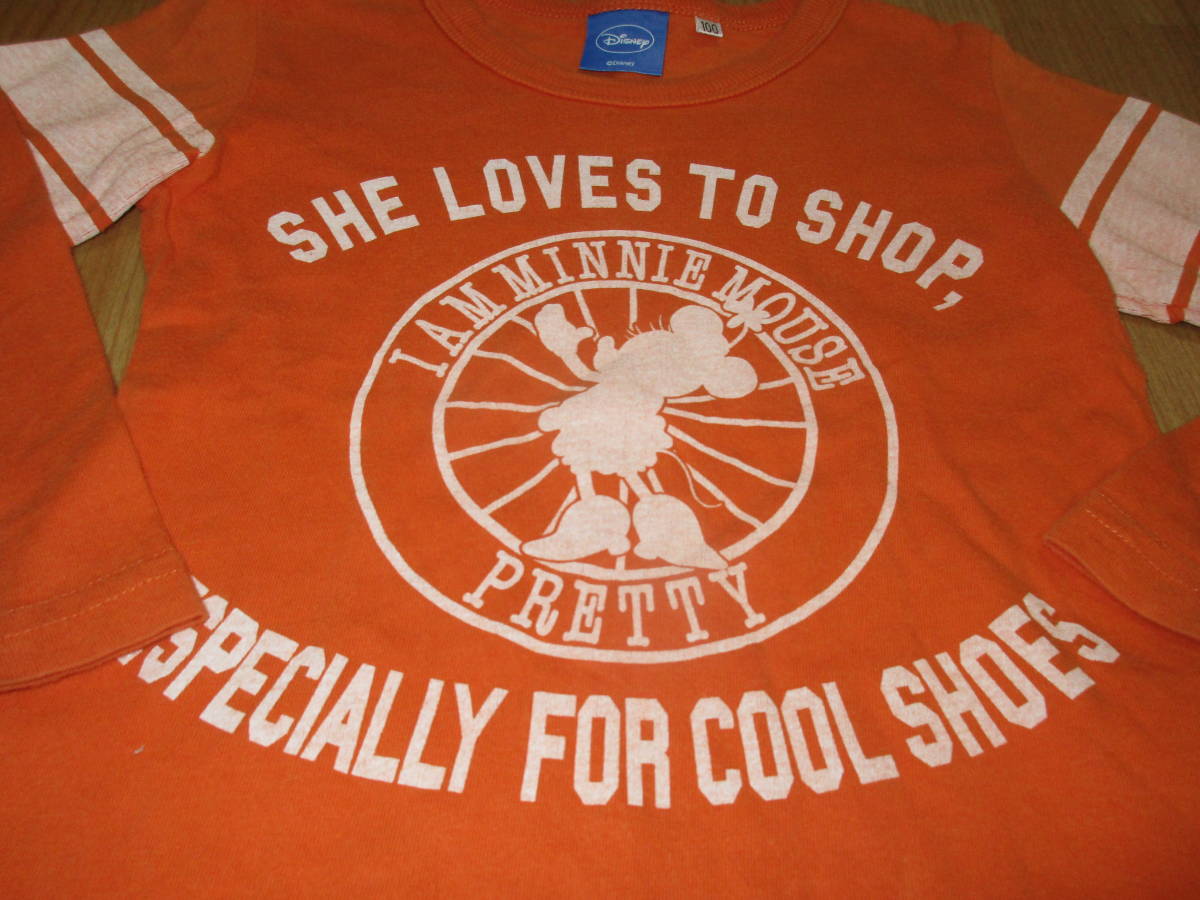 Disney
©DISNEY
100
SHE LOVES TO SHOP,
I AM MINNIE MOUSE
PRETTY
ESPECIALLY FOR COOL SHOES